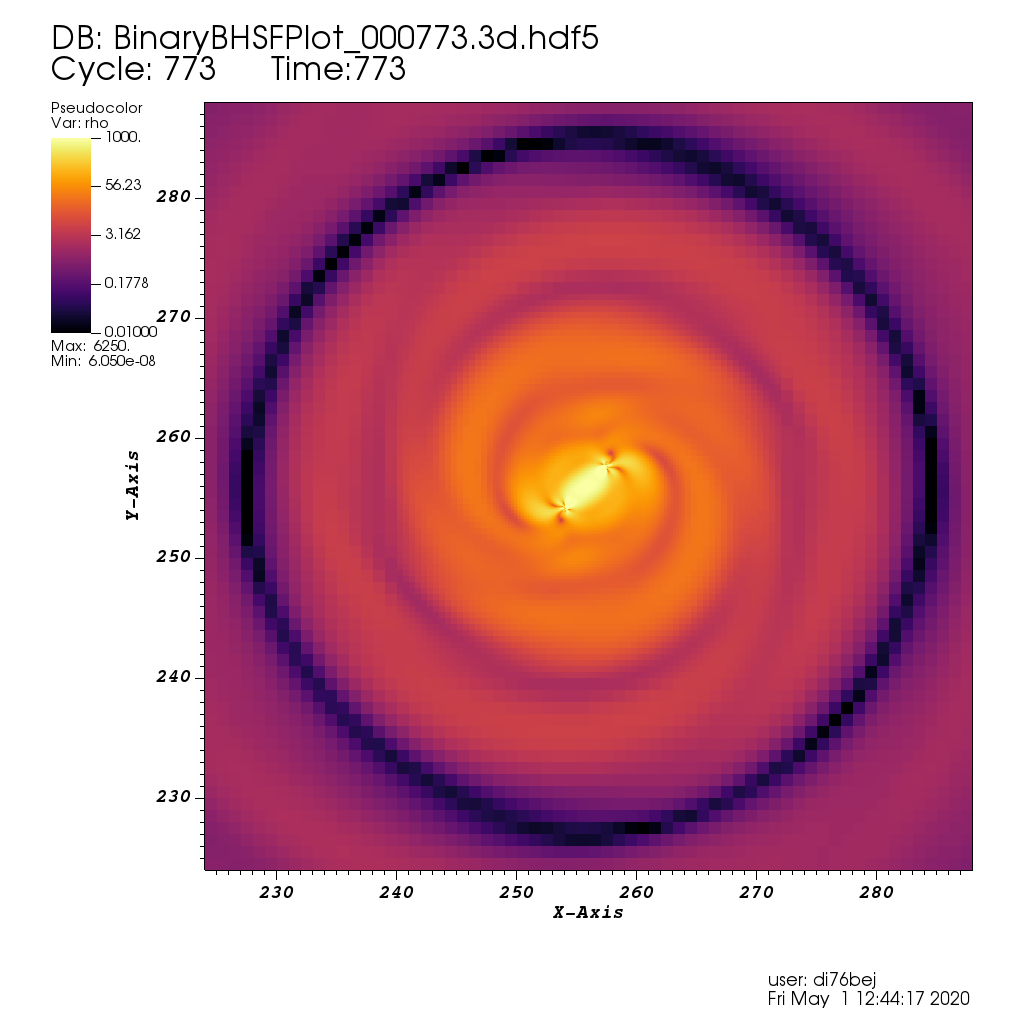 DB: BinaryBHSFPlot_000773.3d.hdf5
Cycle: 773 Time:773
Pseudocolor
Var: rho
1000.
56.23
3.162
0.1778
0.01000
Max: 6250.
Min: 6.050e-08
280
270
260
250
240
230
Y-Axis
230 240 250 260 270 280
X-Axis
user: di76bej
Fri May 1 12:44:17 2020